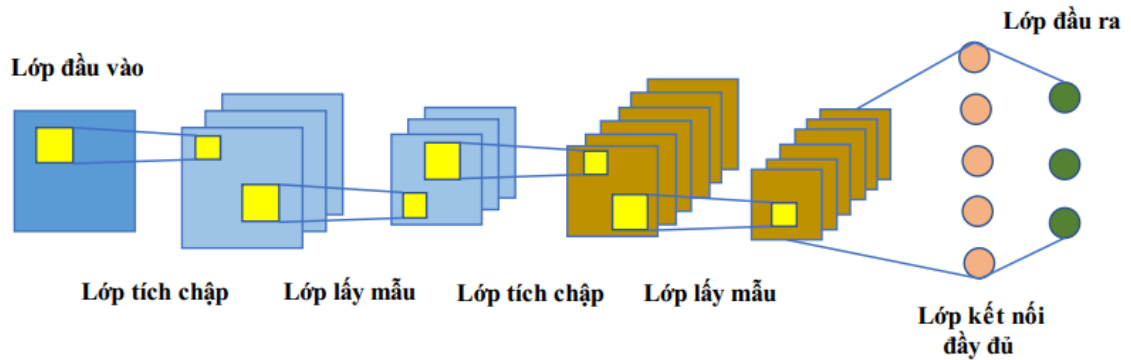 Lớp đầu ra
Lớp đầu vào
Lớp tích chập
Lớp lấy mẫu
Lớp tích chập
Lớp lấy mẫu
Lớp kết nối
đầy đủ